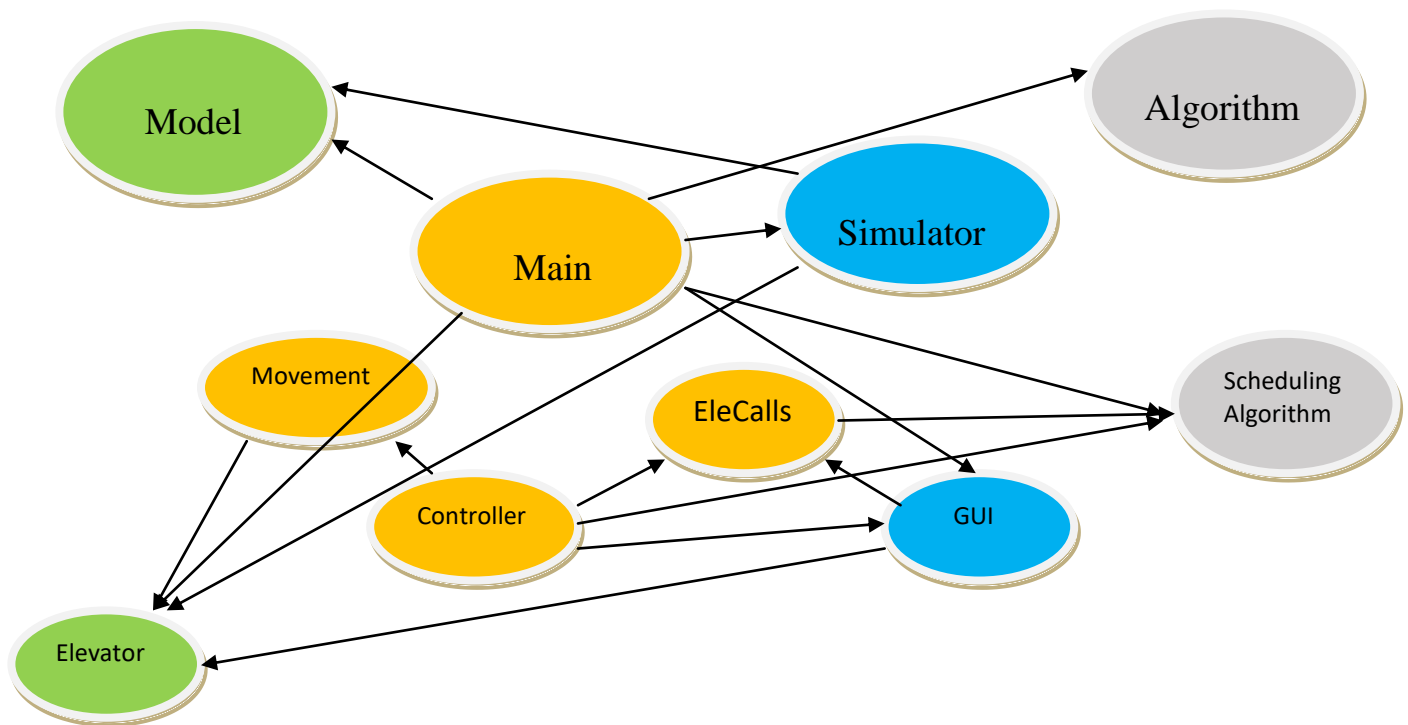 Model
Algorithm
Simulator
Main
Movement
EleCalls
Scheduling
Algorithm
Controller
GUI
Elevator